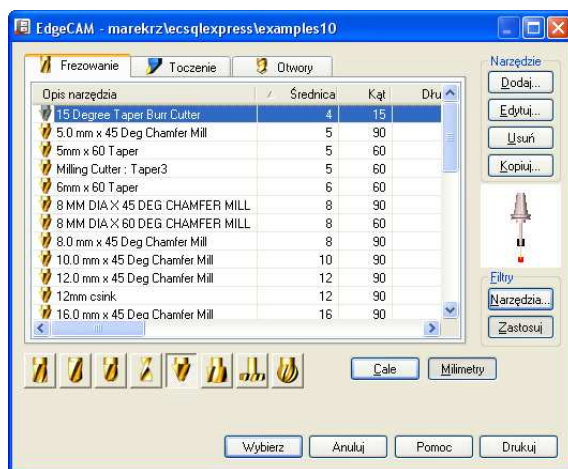 EdgeCAM - marekrz\ecsqlexpress\examples10
Frezowanie Toczenie Otwory
Opis narzędzia Średnica Kąt Dłu
15 Degree Taper Burr Cutter 4 15
5.0 mm x 45 Deg Chamfer Mill 5 90
5mm x 60 Taper 5 60
Milling Cutter : Taper3 5 60
6mm x 60 Taper 6 60
8 MM DIA X 45 DEG CHAMFER MILL 8 90
8 MM DIA X 60 DEG CHAMFER MILL 8 60
8.0 mm x 45 Deg Chamfer Mill 8 90
10.0 mm x 45 Deg Chamfer Mill 10 90
12.0 mm x 45 Deg Chamfer Mill 12 90
12mm csink 12 90
16.0 mm x 45 Deg Chamfer Mill 16 90
Narzędzie
Dodaj...
Edytuj...
Usuń
Kopiuj...
Filtry
Narzędzia...
Zastosuj
Cale Milimetry
Wybierz Anuluj Pomoc Drukuj